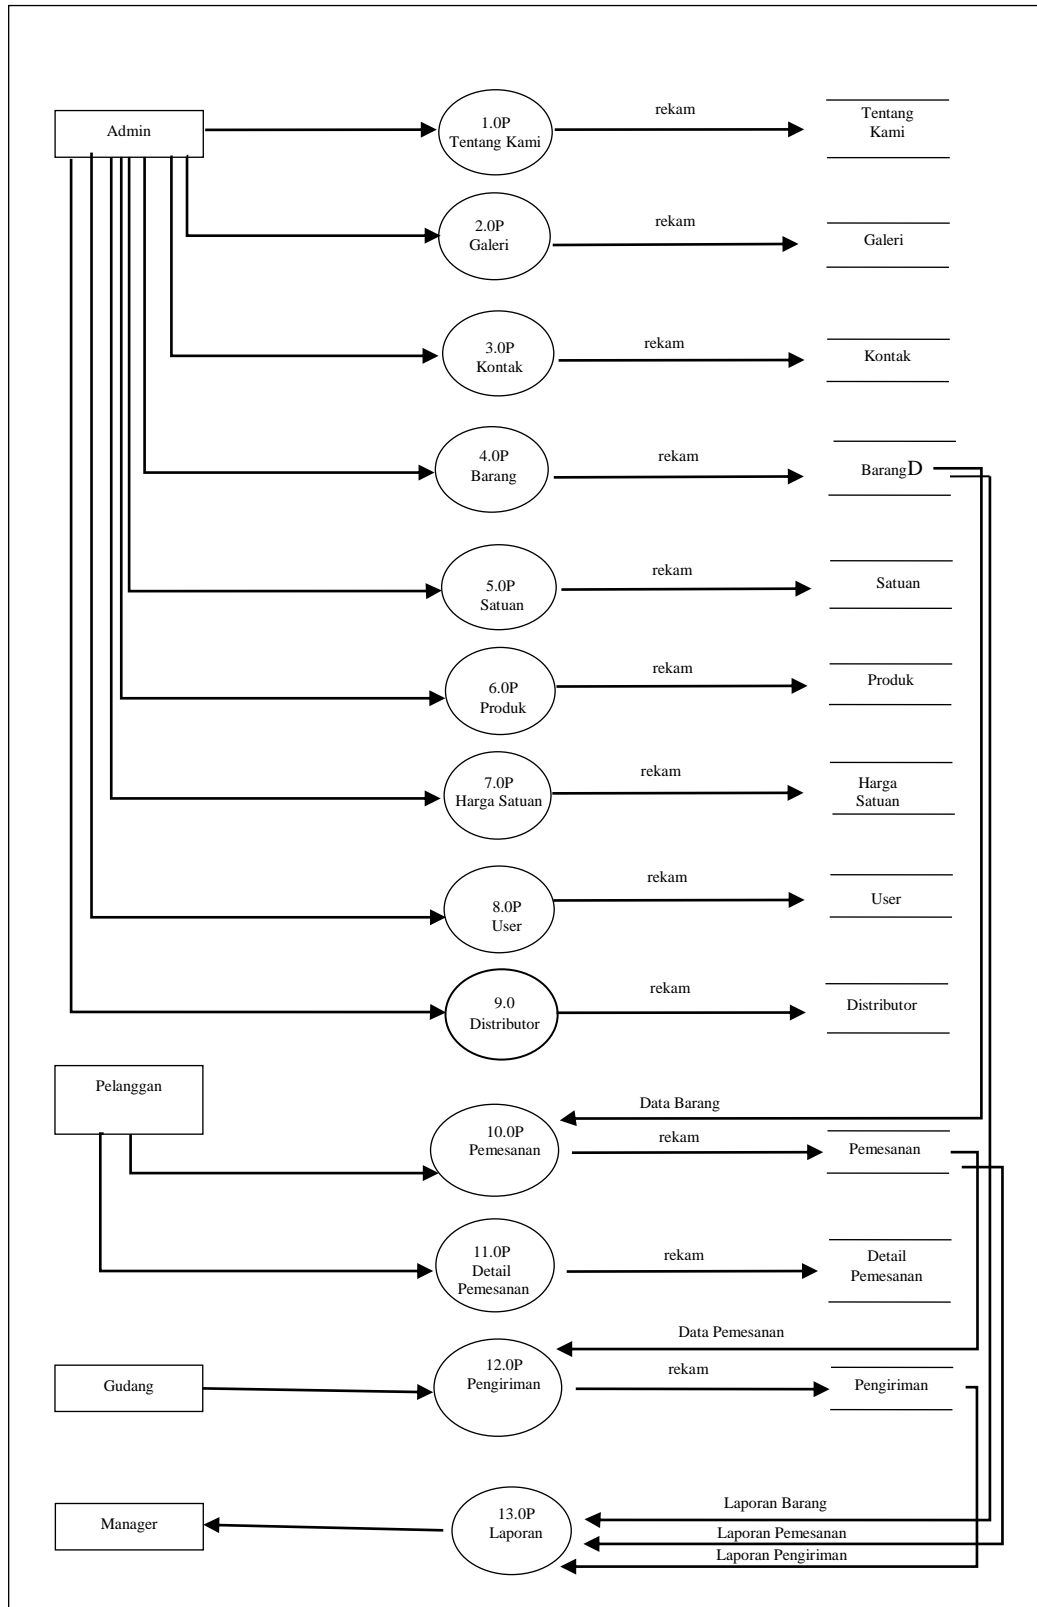 Admin
1.0P
Tentang Kami
rekam
Tentang
Kami
2.0P
Galeri
rekam
Galeri
3.0P
Kontak
rekam
Kontak
4.0P
Barang
rekam
BarangD
5.0P
Satuan
rekam
Satuan
6.0P
Produk
rekam
Produk
7.0P
Harga Satuan
rekam
Harga
Satuan
8.0P
User
rekam
User
9.0
Distributor
rekam
Distributor
Pelanggan
Data Barang
10.0P
Pemesanan
rekam
Pemesanan
11.0P
Detail
Pemesanan
rekam
Detail
Pemesanan
Data Pemesanan
Gudang
12.0P
Pengiriman
rekam
Pengiriman
Manager
13.0P
Laporan
Laporan Barang
Laporan Pemesanan
Laporan Pengiriman